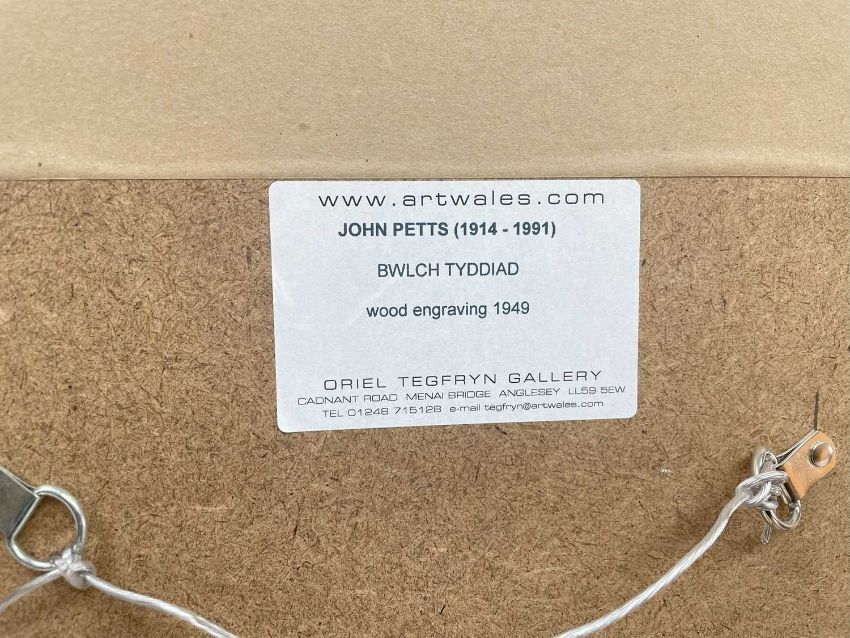 www.artwales.com
JOHN PETTS (1914 - 1991)
BWLCH TYDDIAD
wood engraving 1949
ORIEL TEGFRYN GALLERY
CADNANT ROAD MENAI BRIDGE ANGLESEY LL59 5EW
TEL 01248 715128 e-mail tegfryn@artwales.com